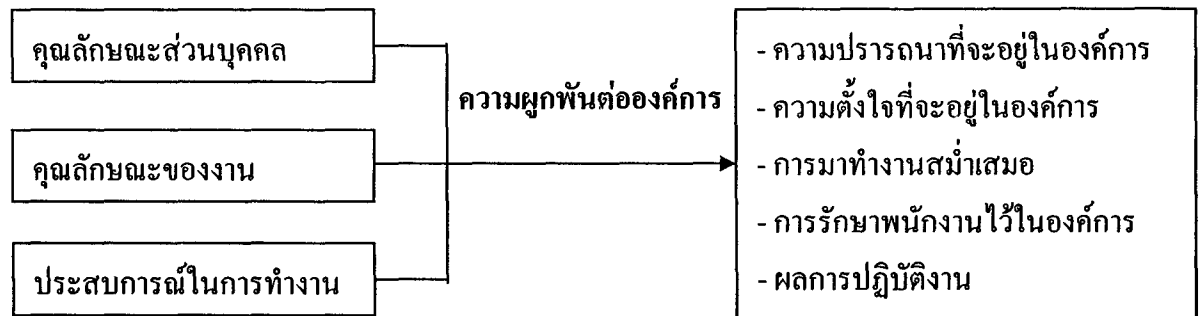 คุณลักษณะส่วนบุคคล
คุณลักษณะของงาน
ประสบการณ์ในการทำงาน
ความผูกพันต่อองค์การ
- ความปรารถนาที่จะอยู่ในองค์การ
- ความตั้งใจที่จะอยู่ในองค์การ
- การมาทำงานสม่ำเสมอ
- การรักษาพนักงานไว้ในองค์การ
- ผลการปฏิบัติงาน